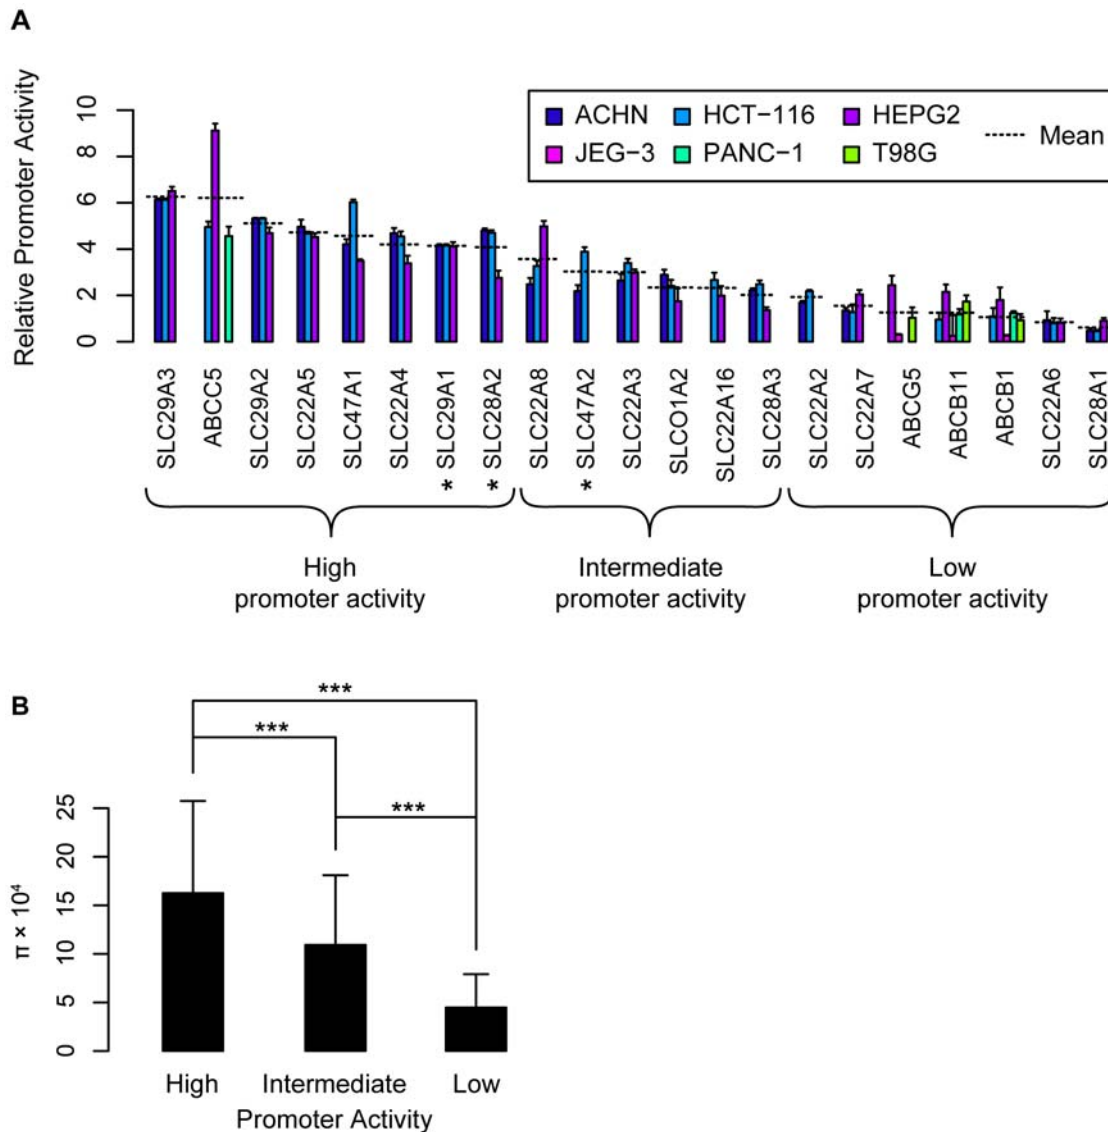 A
Relative Promoter Activity
0 2 4 6 8 10
ACHN HCT−116 HEPG2
JEG−3 PANC−1 T98G
Mean
SLC29A3
ABCC5
SLC29A2
SLC22A5
SLC47A1
SLC22A4
* SLC29A1
* SLC28A2
SLC22A8
* SLC47A2
SLC22A3
SLCO1A2
SLC22A16
SLC28A3
SLC22A2
SLC22A7
ABCG5
ABCB11
ABCB1
SLC22A6
SLC28A1
High
promoter activity
Intermediate
promoter activity
Low
promoter activity
B
***
***
***
π × 10⁴
0 5 10 15 20 25
High Intermediate Low
Promoter Activity